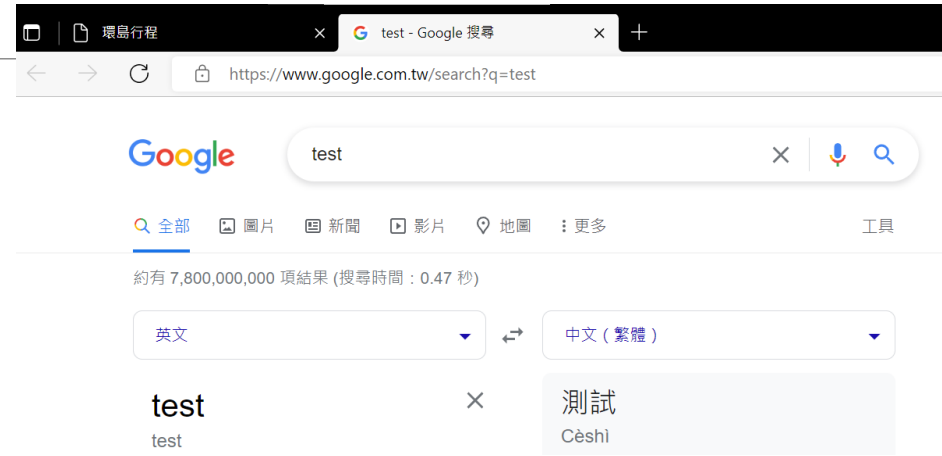 環島行程
test - Google 搜尋
https://www.google.com.tw/search?q=test
Google
test
全部 圖片 新聞 影片 地圖 更多 工具
約有 7,800,000,000 項結果 (搜尋時間：0.47 秒)
英文
中文（繁體）
test
test
測試
Cèshì